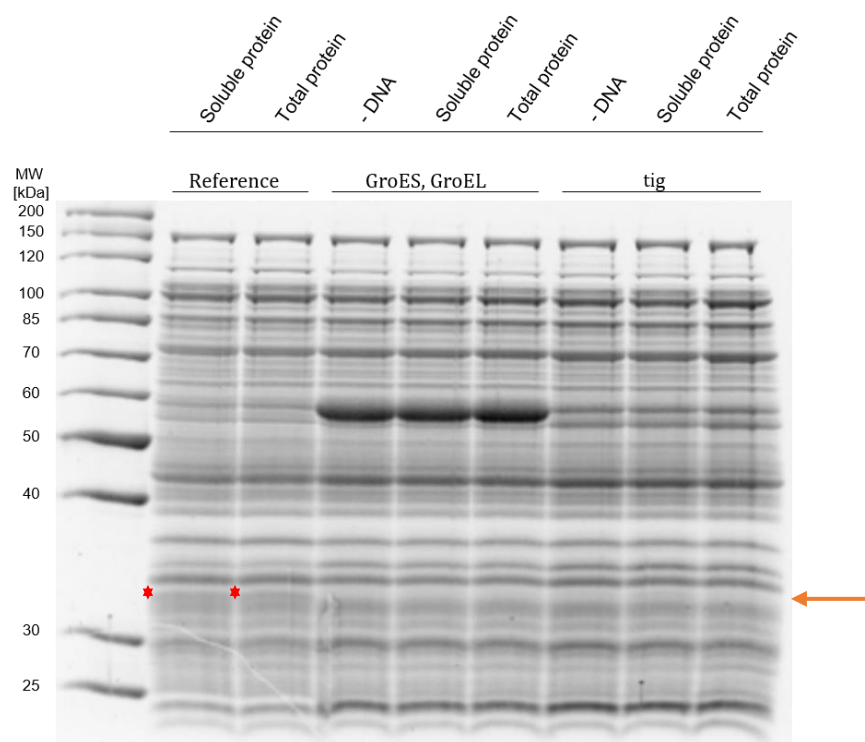 Soluble protein
Total protein
- DNA
Soluble protein
Total protein
- DNA
Soluble protein
Total protein
MW
[kDa]
Reference
GroES, GroEL
tig
200
150
120
100
85
70
60
50
40
30
25